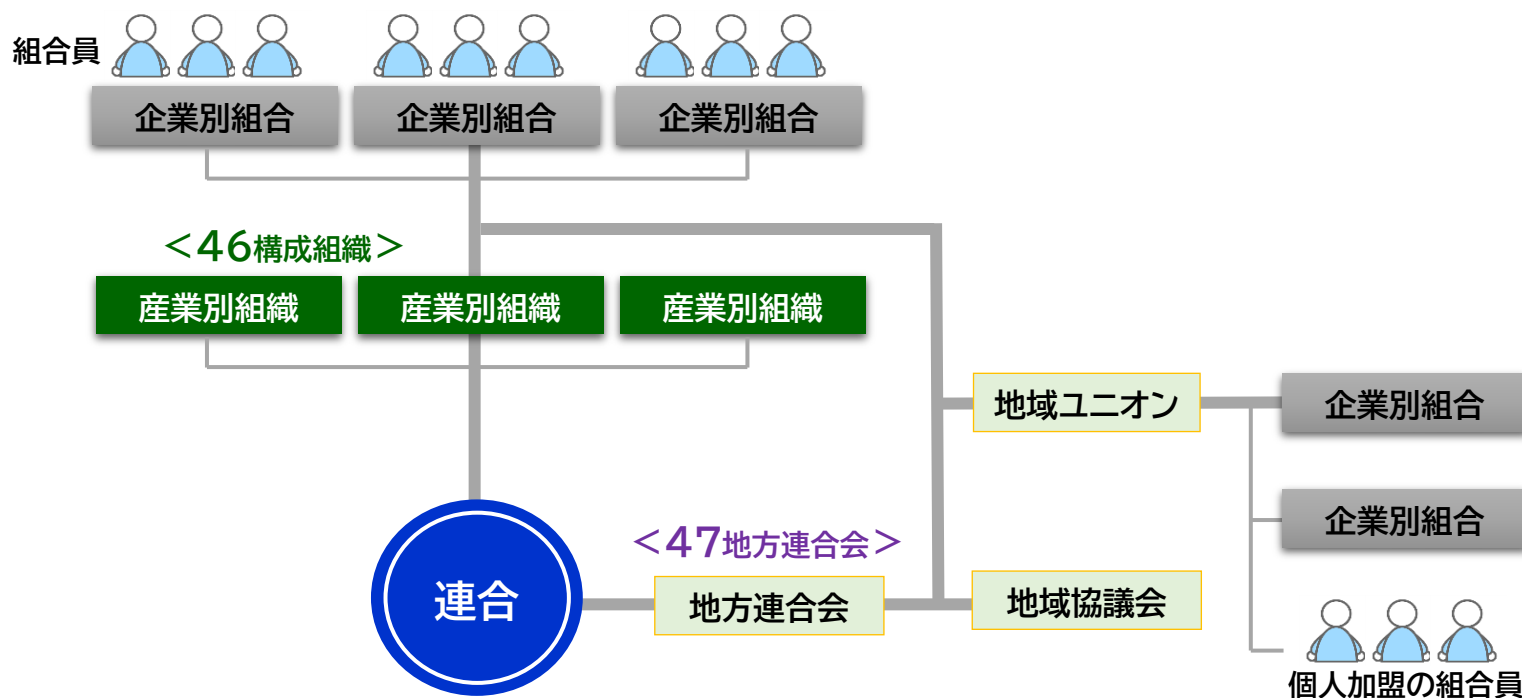 組合員
企業別組合 企業別組合 企業別組合
＜46構成組織＞
産業別組織 産業別組織 産業別組織
地域ユニオン 企業別組合
企業別組合
＜47地方連合会＞
連合 地方連合会 地域協議会
個人加盟の組合員